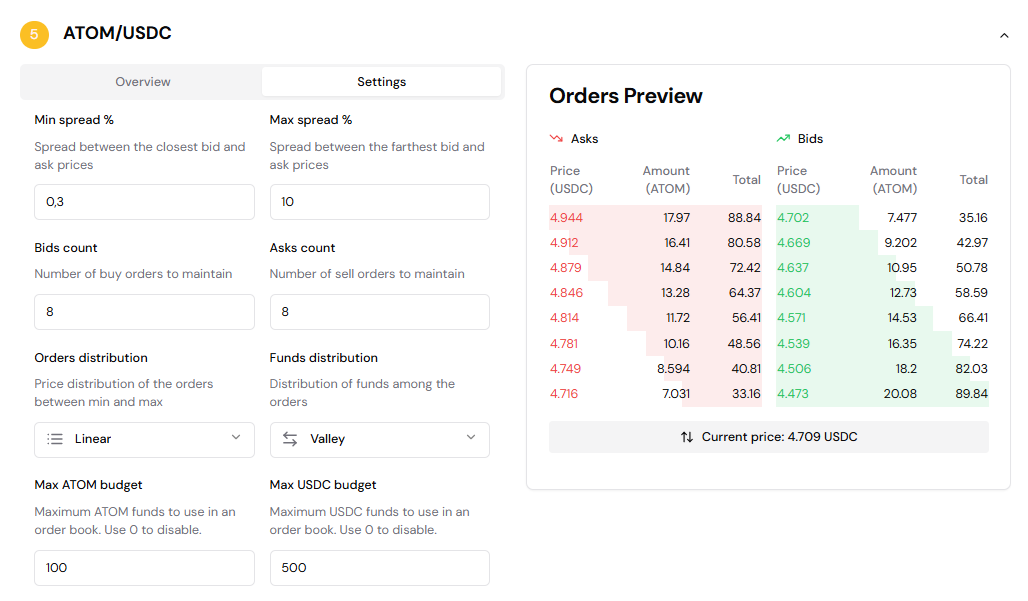 5 ATOM/USDC
Overview Settings
Min spread %
Spread between the closest bid and
ask prices
0,3
Max spread %
Spread between the farthest bid and
ask prices
10
Bids count
Number of buy orders to maintain
8
Asks count
Number of sell orders to maintain
8
Orders distribution
Price distribution of the orders
between min and max
Linear
Funds distribution
Distribution of funds among the
orders
Valley
Max ATOM budget
Maximum ATOM funds to use in an
order book. Use 0 to disable.
100
Max USDC budget
Maximum USDC funds to use in an
order book. Use 0 to disable.
500
Orders Preview
Asks
Price
(USDC)
Amount
(ATOM)
Total
4.944 17.97 88.84
4.912 16.41 80.58
4.879 14.84 72.42
4.846 13.28 64.37
4.814 11.72 56.41
4.781 10.16 48.56
4.749 8.594 40.81
4.716 7.031 33.16
Bids
Price
(USDC)
Amount
(ATOM)
Total
4.702 7.477 35.16
4.669 9.202 42.97
4.637 10.95 50.78
4.604 12.73 58.59
4.571 14.53 66.41
4.539 16.35 74.22
4.506 18.2 82.03
4.473 20.08 89.84
Current price: 4.709 USDC